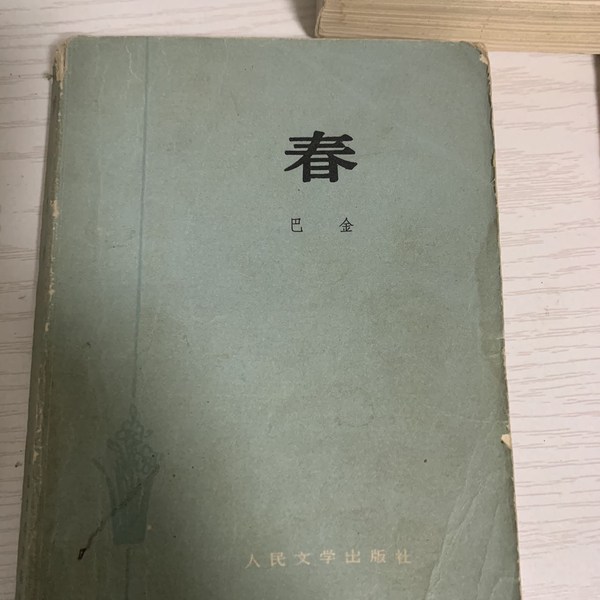 春
巴 金
人民文学出版社